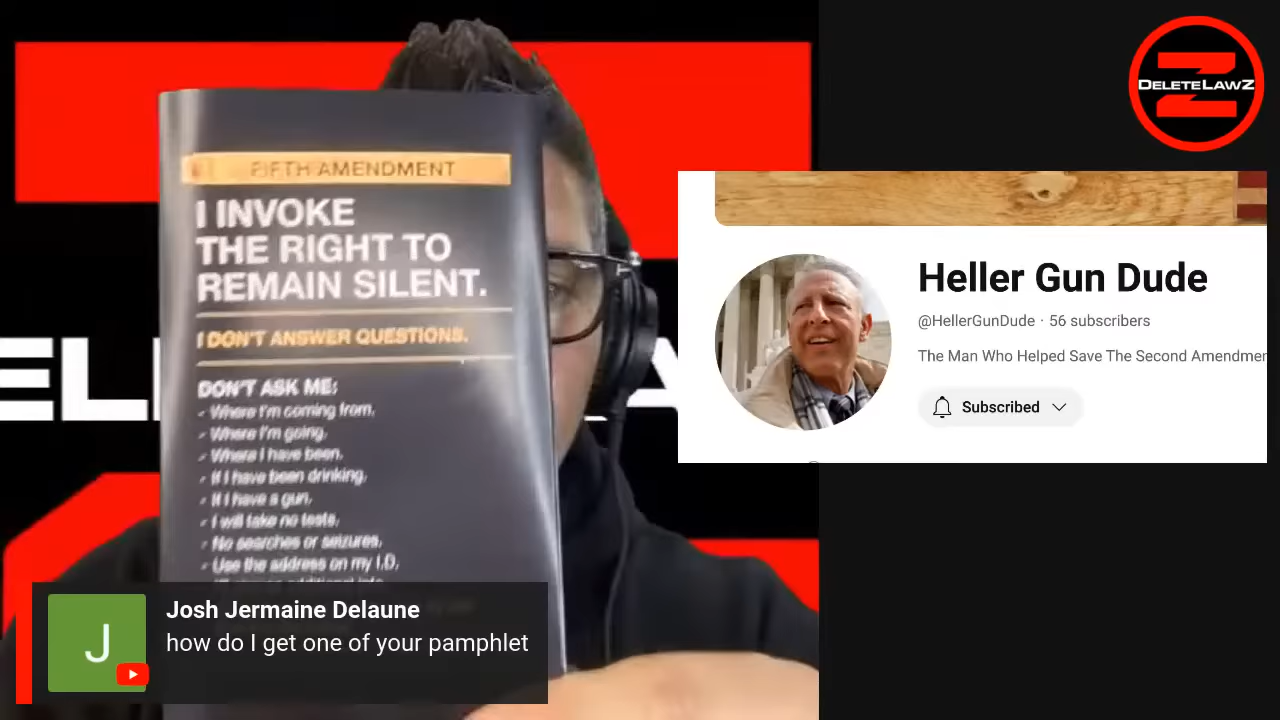 FIFTH AMENDMENT
I INVOKE
THE RIGHT TO
REMAIN SILENT.
I DON'T ANSWER QUESTIONS.
DON'T ASK ME:
Where I'm coming from.
Where I'm going.
Where I have been.
If I have been drinking.
If I have a gun.
I will take no tests.
No searches or seizures.
Use the address on my I.D.
Josh Jermaine Delaune
how do I get one of your pamphlet
J
DELETELAWZ
Heller Gun Dude
@HellerGunDude · 56 subscribers
The Man Who Helped Save The Second Amendmen
Subscribed